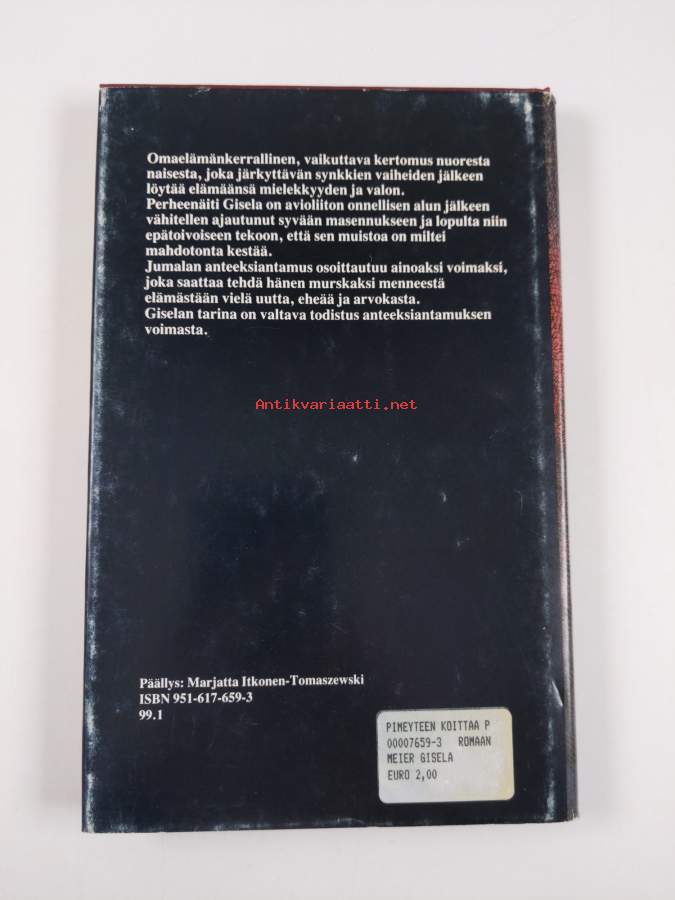 Omaelämänkerrallinen, vaikuttava kertomus nuoresta
naisesta, joka järkyttävän synkkien vaiheiden jälkeen
löytää elämäänsä mielekkyyden ja valon.
Perheenäiti Gisela on avioliiton onnellisen alun jälkeen
vähitellen ajautunut syvään masennukseen ja lopulta niin
epätoivoiseen tekoon, että sen muistoa on miltei
mahdotonta kestää.
Jumalan anteeksiantamus osoittautuu ainoaksi voimaksi,
joka saattaa tehdä hänen murskaksi menneestä
elämästään vielä uutta, eheää ja arvokasta.
Giselan tarina on valtava todistus anteeksiantamuksen
voimasta.
Antikvariaatti.net
Päällys: Marjatta Itkonen-Tomaszewski
ISBN 951-617-659-3
99.1
PIMEYTEEN KOITTAA P
00007659-3 ROMAAN
MEIER GISELA
EURO 2,00